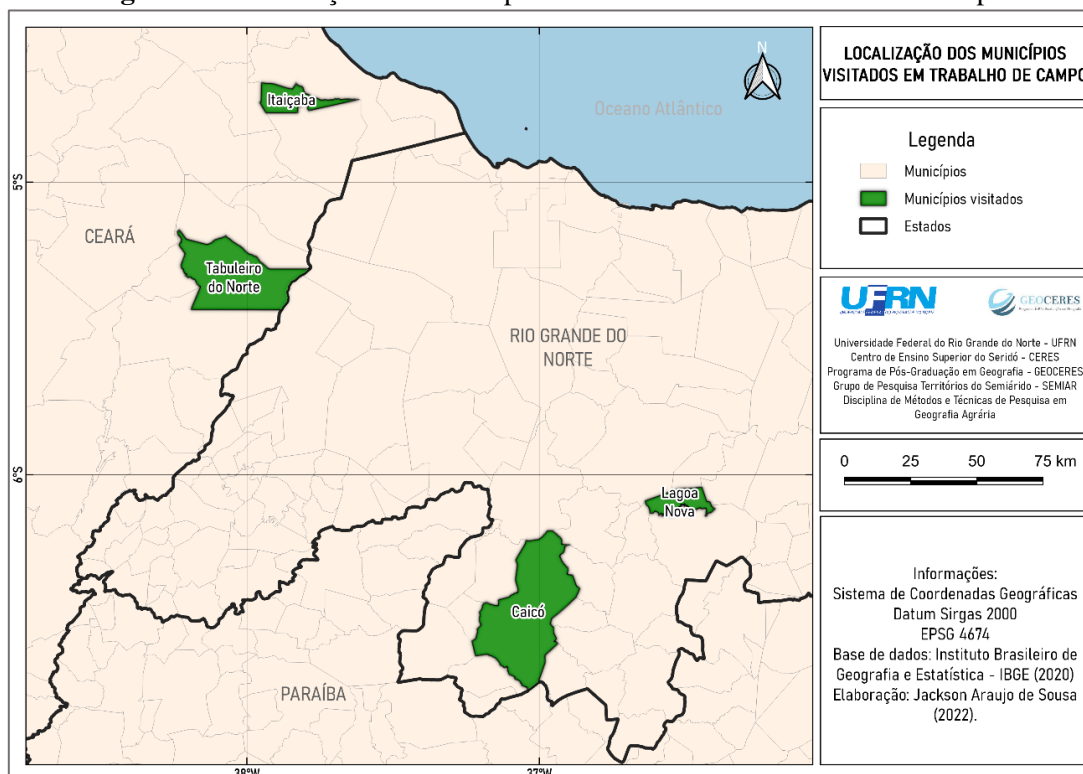 LOCALIZAÇÃO DOS MUNICÍPIOS
VISITADOS EM TRABALHO DE CAMPO
N
Oceano Atlântico
Itaiçaba
5°S
CEARÁ
Tabuleiro
do Norte
RIO GRANDE DO
NORTE
6°S
Lagoa
Nova
Caicó
PARAÍBA
38°W
37°W
Legenda
Municípios
Municípios visitados
Estados
UFRN
GEOCERES
Universidade Federal do Rio Grande do Norte - UFRN
Centro de Ensino Superior do Seridó - CERES
Programa de Pós-Graduação em Geografia - GEOCERES
Grupo de Pesquisa Territórios do Semiárido - SEMIAR
Disciplina de Métodos e Técnicas de Pesquisa em
Geografia Agrária
0 25 50 75 km
Informações:
Sistema de Coordenadas Geográficas
Datum Sirgas 2000
EPSG 4674
Base de dados: Instituto Brasileiro de
Geografia e Estatística - IBGE (2020)
Elaboração: Jackson Araujo de Sousa
(2022).